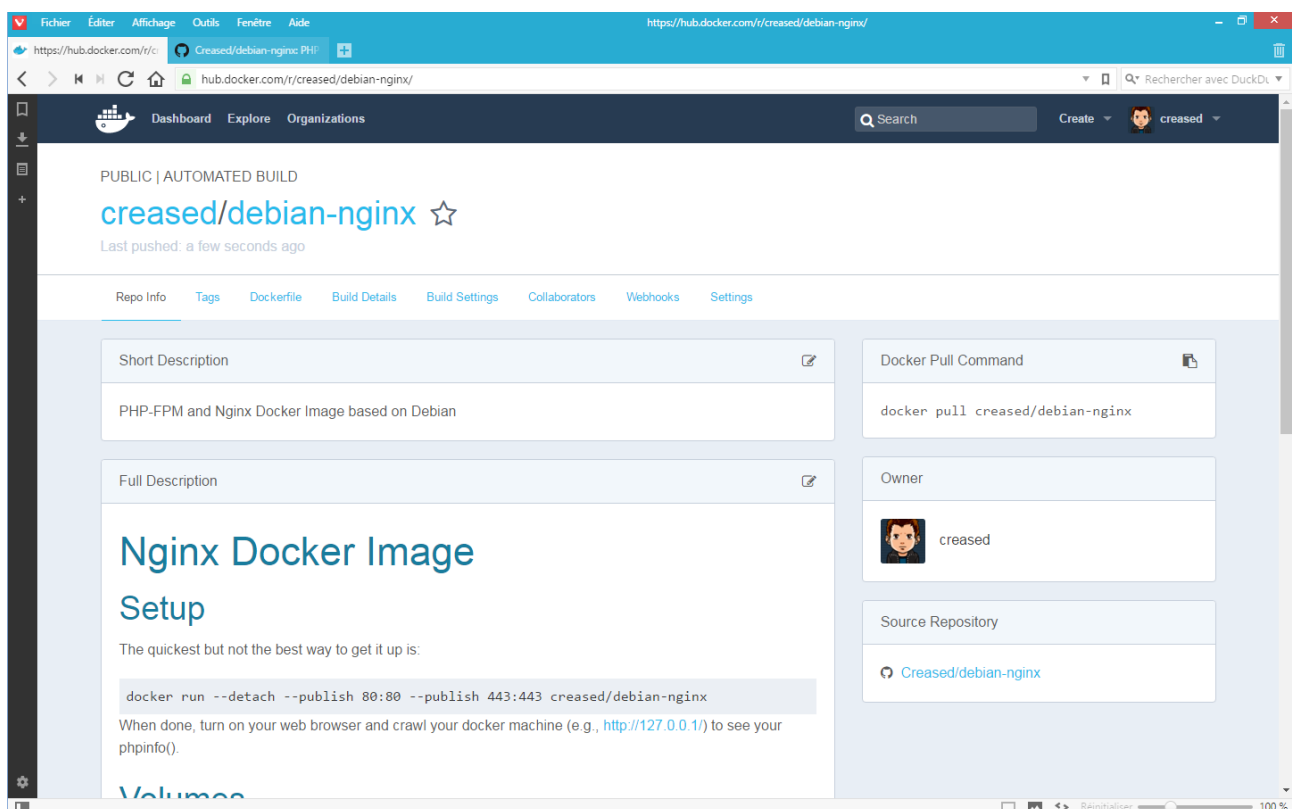 Fichier Éditer Affichage Outils Fenêtre Aide https://hub.docker.com/r/creased/debian-nginx/
https://hub.docker.com/r/c Creased/debian-nginx: PHP
hub.docker.com/r/creased/debian-nginx/ Rechercher avec DuckDu
Dashboard Explore Organizations Search Create creased
PUBLIC | AUTOMATED BUILD
creased/debian-nginx
Last pushed: a few seconds ago
Repo Info Tags Dockerfile Build Details Build Settings Collaborators Webhooks Settings
Short Description
PHP-FPM and Nginx Docker Image based on Debian
Full Description
Nginx Docker Image
Setup
The quickest but not the best way to get it up is:
docker run --detach --publish 80:80 --publish 443:443 creased/debian-nginx
When done, turn on your web browser and crawl your docker machine (e.g., http://127.0.0.1/) to see your
phpinfo().
Volumes
Docker Pull Command
docker pull creased/debian-nginx
Owner
creased
Source Repository
Creased/debian-nginx
Réinitialiser 100 %